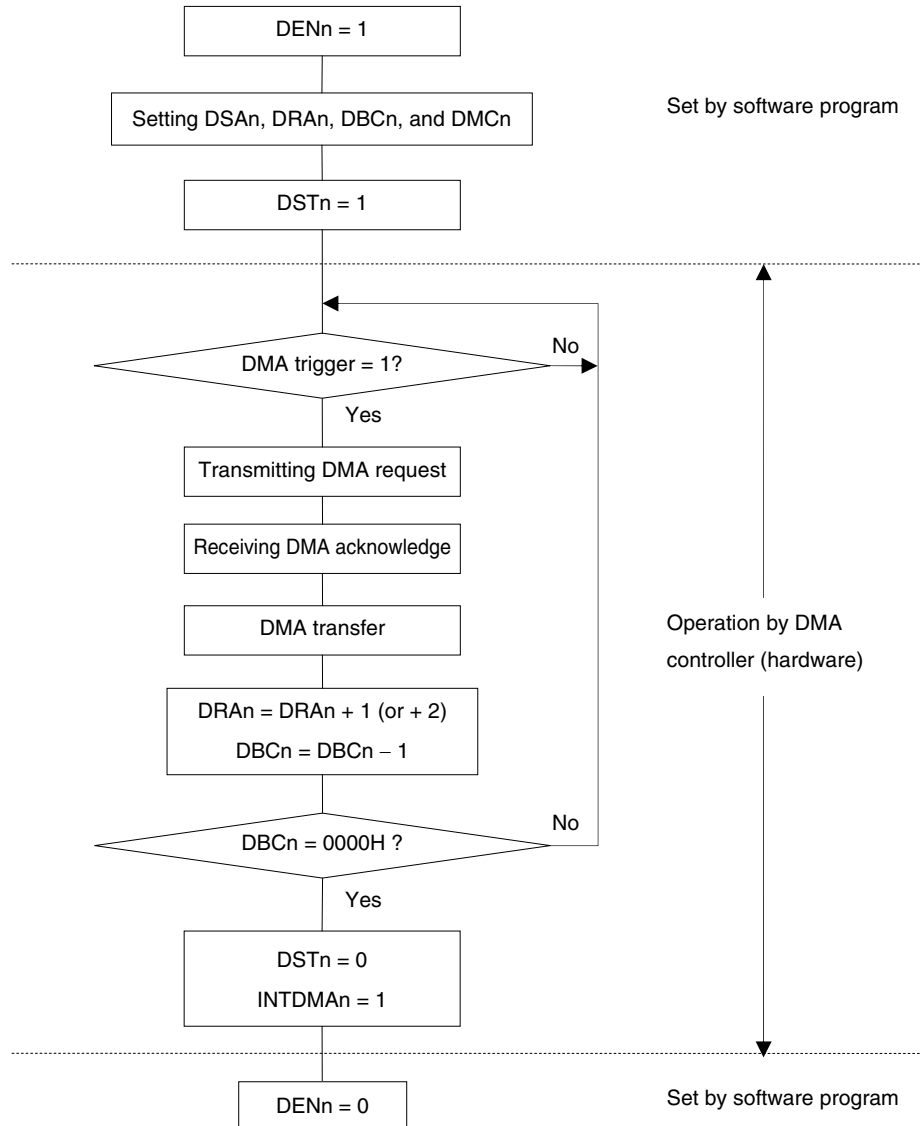 DENn = 1
Setting DSAn, DRAn, DBCn, and DMCn
Set by software program
DSTn = 1
DMA trigger = 1?
No
Yes
Transmitting DMA request
Receiving DMA acknowledge
DMA transfer
Operation by DMA
controller (hardware)
DRAn = DRAn + 1 (or + 2)
DBCn = DBCn − 1
DBCn = 0000H ?
No
Yes
DSTn = 0
INTDMAn = 1
DENn = 0
Set by software program